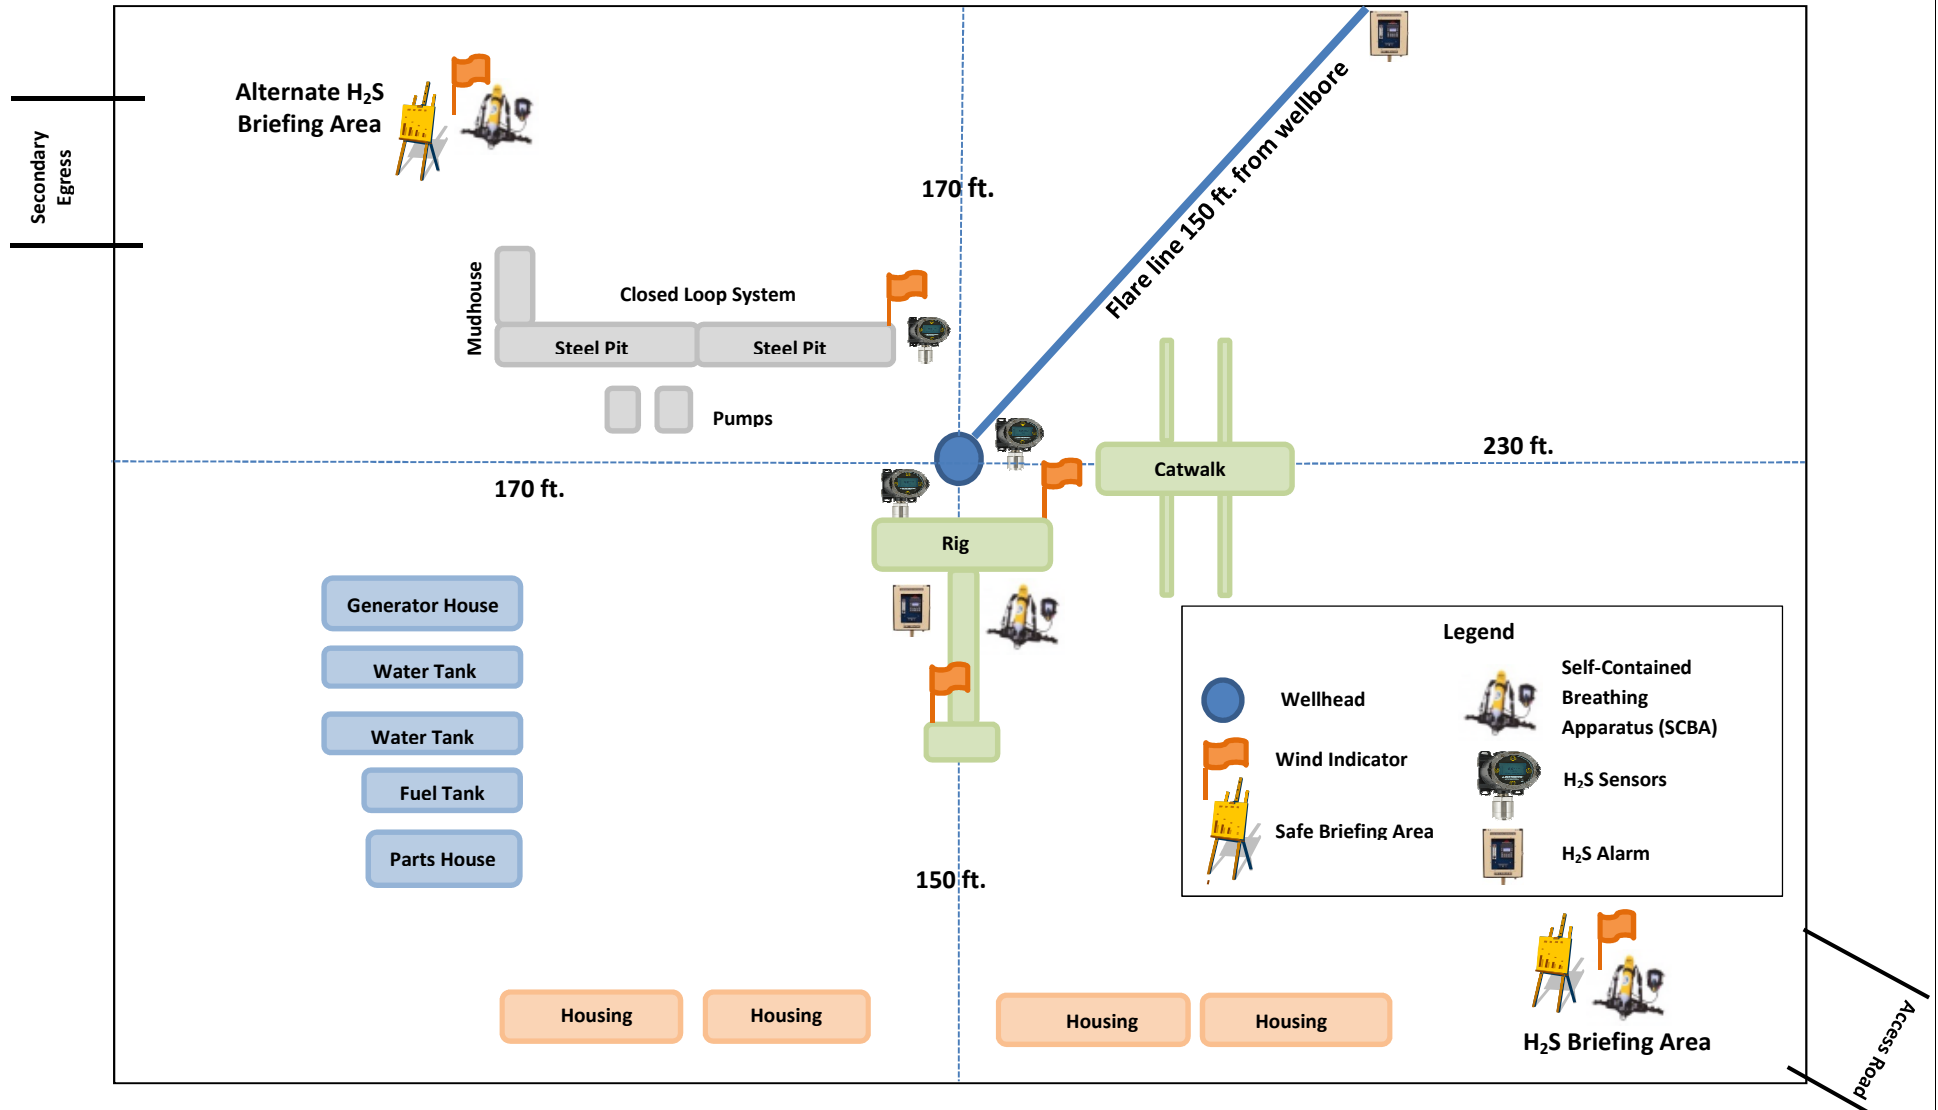 Alternate H₂S
Briefing Area
Secondary
Egress
170 ft.
Flare line 150 ft. from wellbore
Mudhouse
Closed Loop System
Steel Pit
Steel Pit
Pumps
230 ft.
170 ft.
Catwalk
Rig
Generator House
Water Tank
Water Tank
Fuel Tank
Parts House
150 ft.
Legend
Wellhead
Wind Indicator
Safe Briefing Area
Self-Contained
Breathing
Apparatus (SCBA)
H₂S Sensors
H₂S Alarm
Housing
Housing
Housing
Housing
H₂S Briefing Area
Access Road